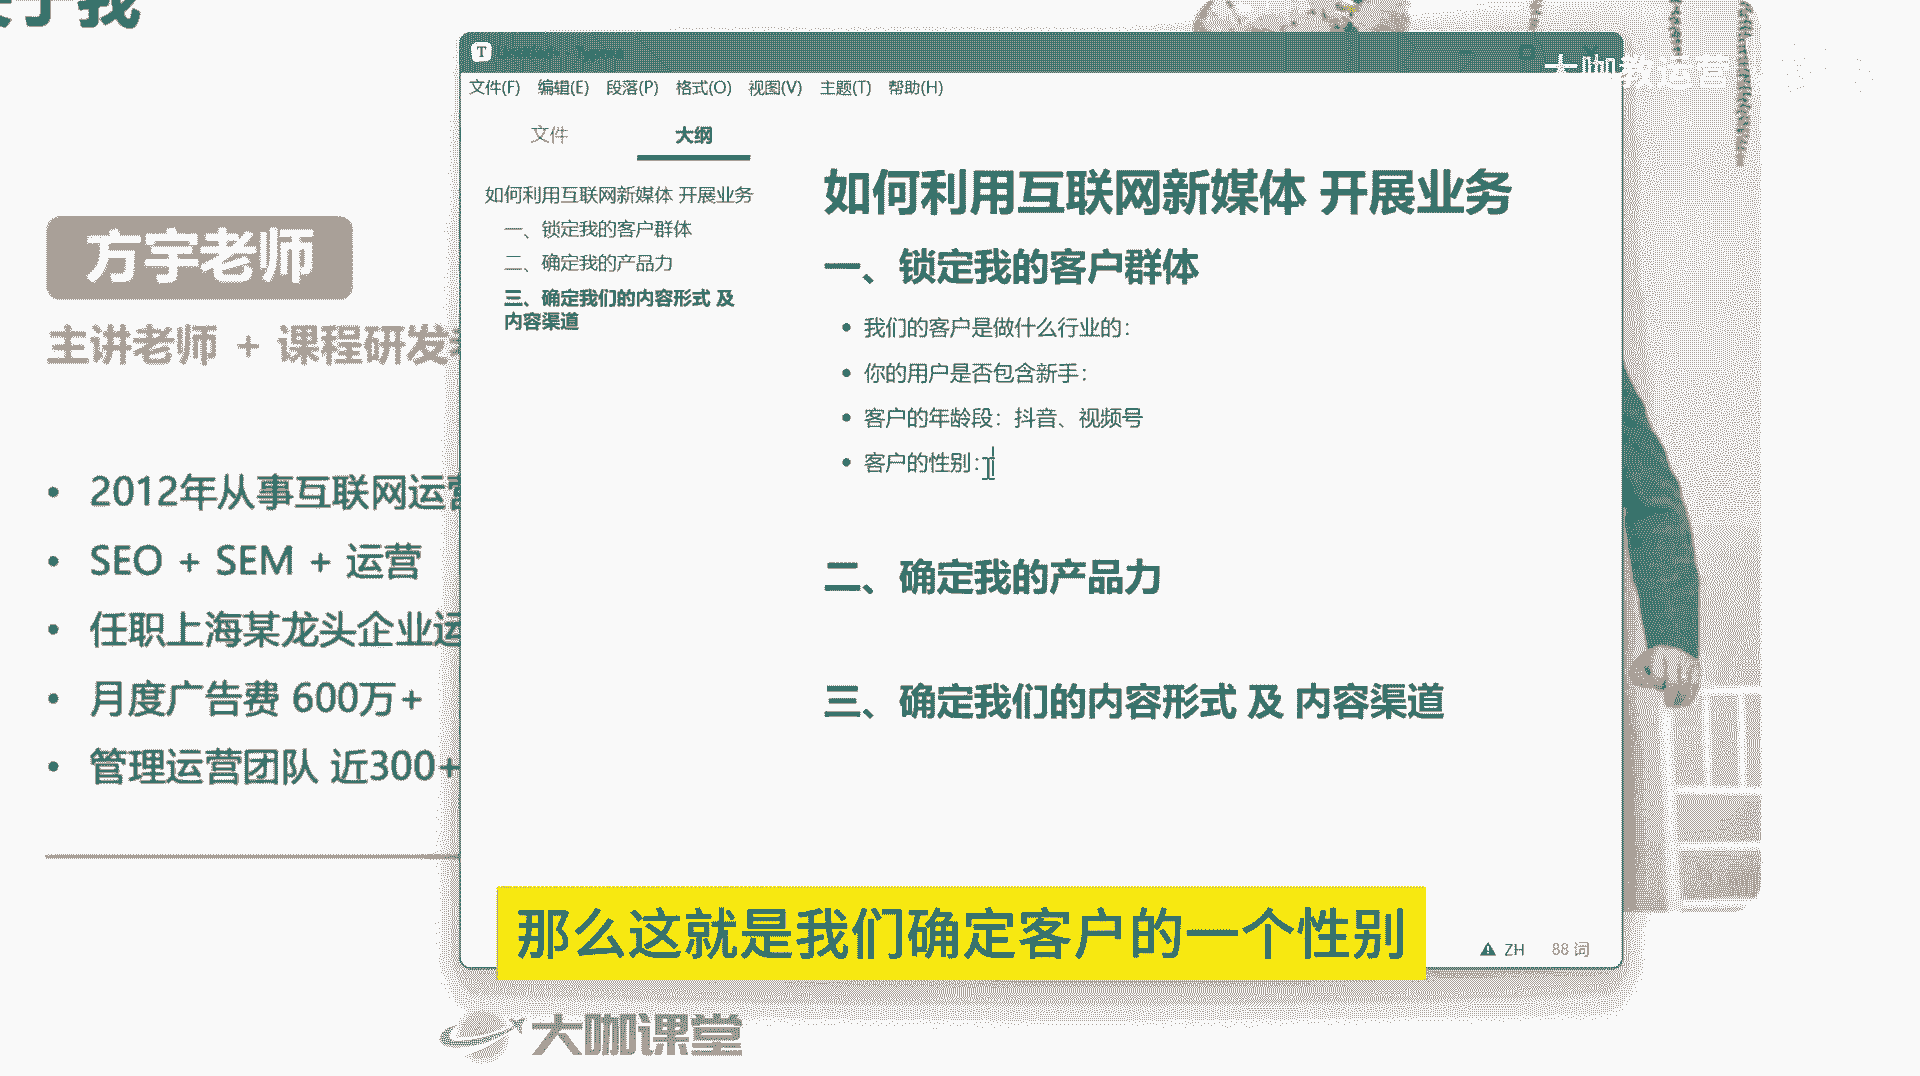 于我
方宇老师
主讲老师 + 课程研发
2012年从事互联网运营
SEO + SEM + 运营
任职上海某龙头企业运
月度广告费 600万+
管理运营团队 近300+
大咖教运营
文件(F) 编辑(E) 段落(P) 格式(O) 视图(V) 主题(T) 帮助(H)
文件 大纲
如何利用互联网新媒体 开展业务
一、锁定我的客户群体
二、确定我的产品力
三、确定我们的内容形式 及
内容渠道
如何利用互联网新媒体 开展业务
一、锁定我的客户群体
我们的客户是做什么行业的：
你的用户是否包含新手：
客户的年龄段：抖音、视频号
客户的性别：
二、确定我的产品力
三、确定我们的内容形式 及 内容渠道
ZH 88 词
那么这就是我们确定客户的一个性别
大咖课堂